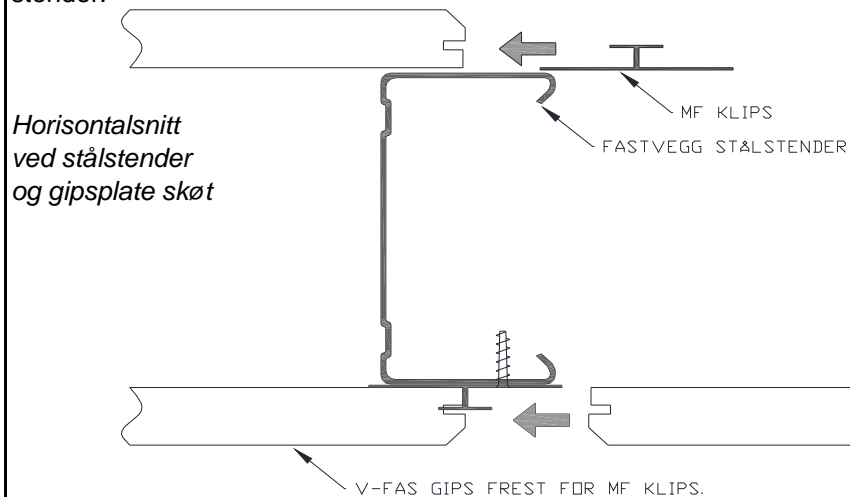 stender.
MF KLIPS
FASTVEGG STÅLSTENDER
Horisontalsnitt
ved stålstender
og gipsplate skøt
V-FAS GIPS FREST FOR MF KLIPS.